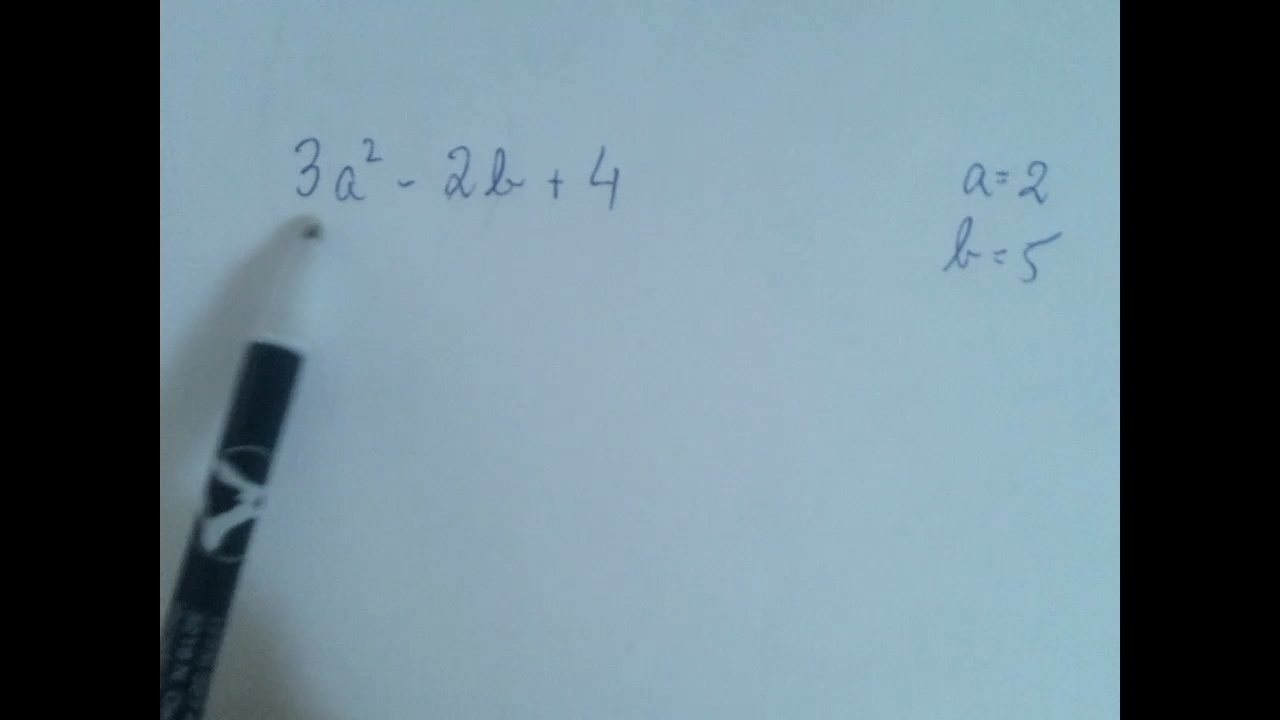 3a² - 2b + 4
a = 2
b = 5